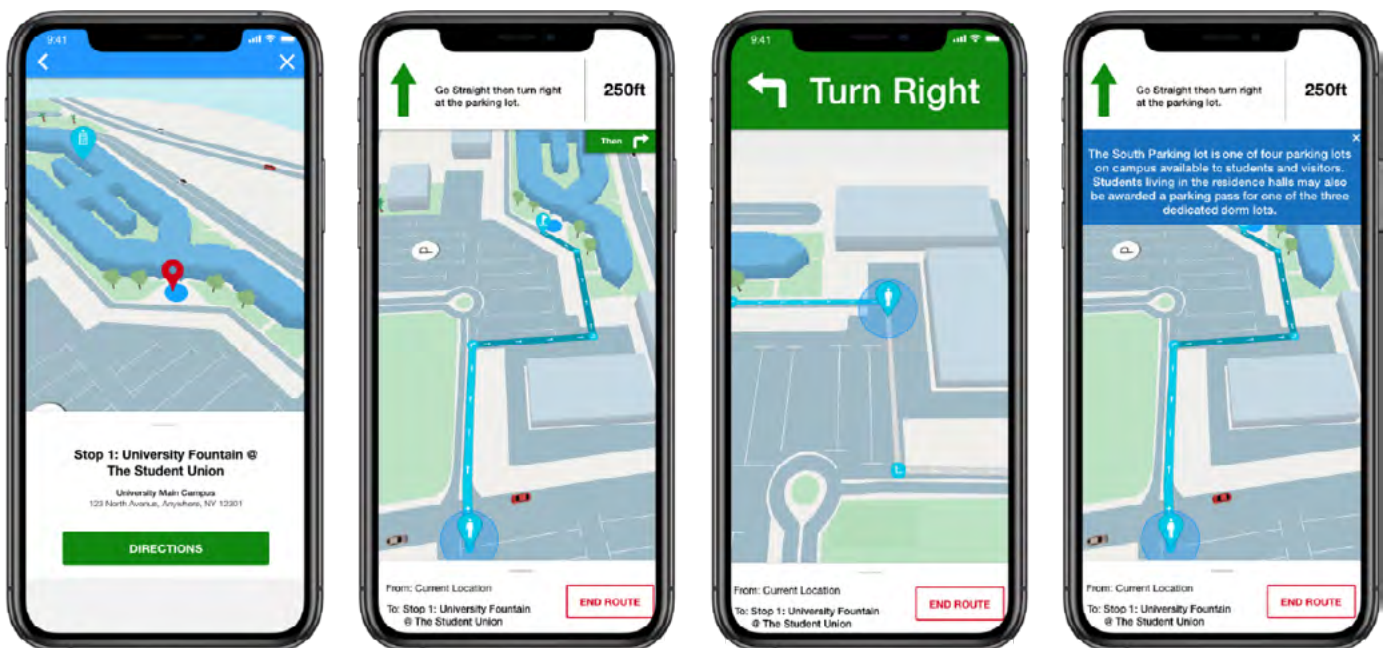 9:41
Stop 1: University Fountain @
The Student Union
University Main Campus
123 North Avenue, Anywhere, NY 12301
DIRECTIONS
Go Straight then turn right
at the parking lot.
250ft
Then
P
From: Current Location
To: Stop 1: University Fountain
@ The Student Union
END ROUTE
9:41
Turn Right
From: Current Location
To: Stop 1: University Fountain
@ The Student Union
END ROUTE
Go Straight then turn right
at the parking lot.
250ft
The South Parking lot is one of four parking lots
on campus available to students and visitors.
Students living in the residence halls may also
be awarded a parking pass for one of the three
dedicated dorm lots.
P
From: Current Location
To: Stop 1: University Fountain
@ The Student Union
END ROUTE